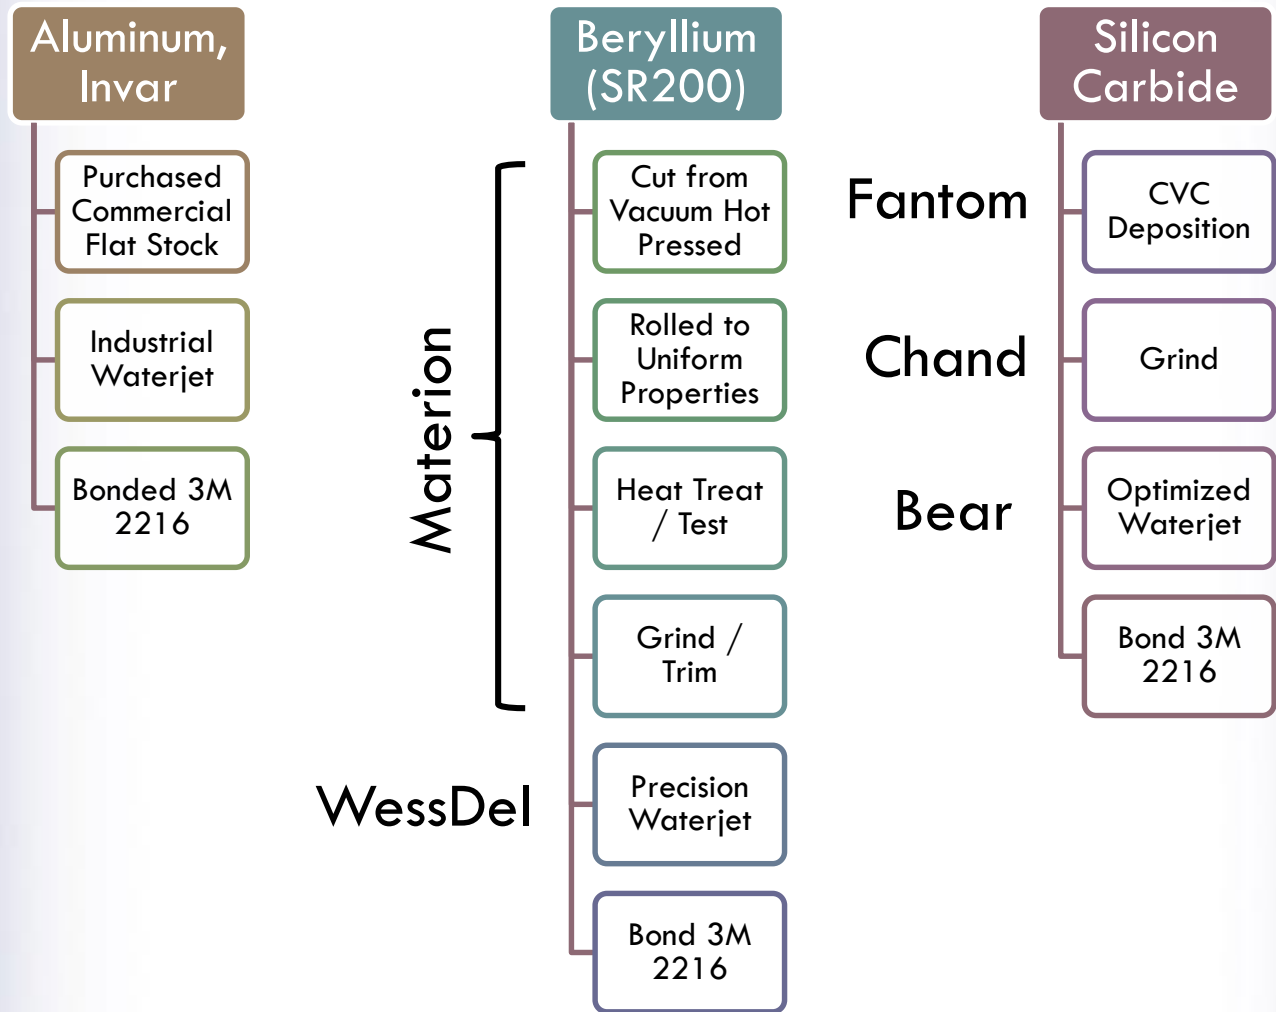 Aluminum,
Invar
Purchased
Commercial
Flat Stock
Industrial
Waterjet
Bonded 3M
2216
Beryllium
(SR200)
Materion
Cut from
Vacuum Hot
Pressed
Rolled to
Uniform
Properties
Heat Treat
/ Test
Grind /
Trim
WessDel
Precision
Waterjet
Bond 3M
2216
Silicon
Carbide
Fantom
CVC
Deposition
Chand
Grind
Bear
Optimized
Waterjet
Bond 3M
2216